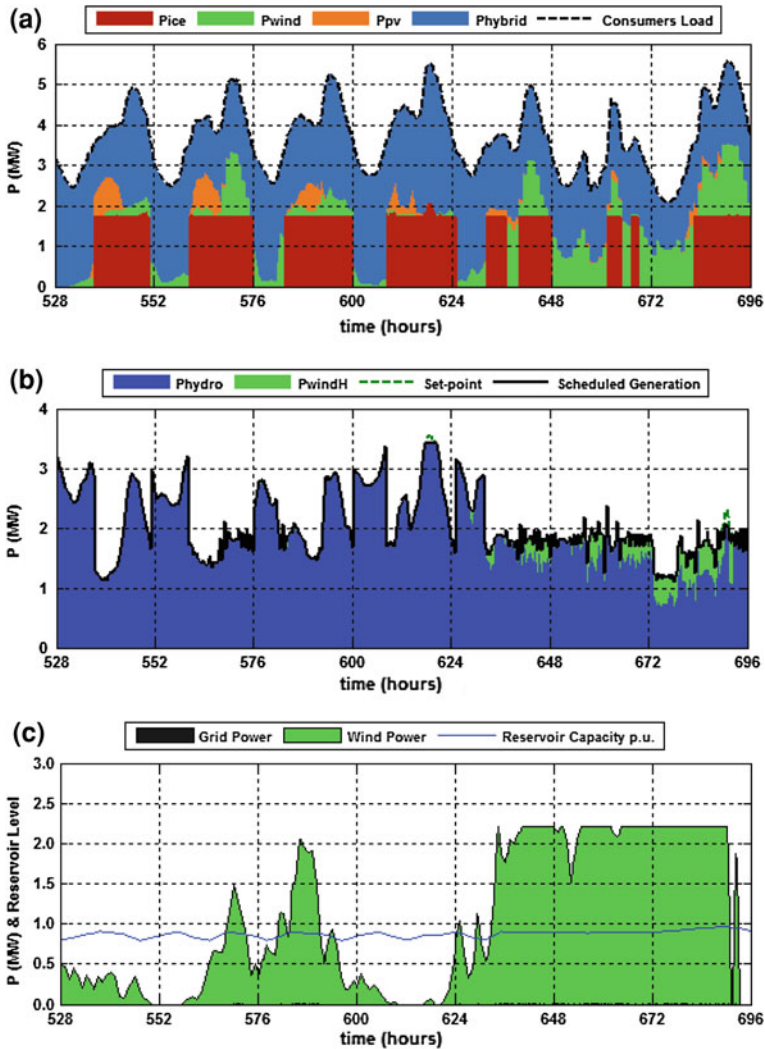 (a)
Pice Pwind Ppv Phybrid Consumers Load
P (MW)
6
5
4
3
2
1
0
528 552 576 600 624 648 672 696
time (hours)
(b)
Phydro PwindH Set-point Scheduled Generation
P (MW)
4
3
2
1
0
528 552 576 600 624 648 672 696
time (hours)
(c)
Grid Power Wind Power Reservoir Capacity p.u.
P (MW) & Reservoir Level
3.0
2.5
2.0
1.5
1.0
0.5
0.0
528 552 576 600 624 648 672 696
time (hours)